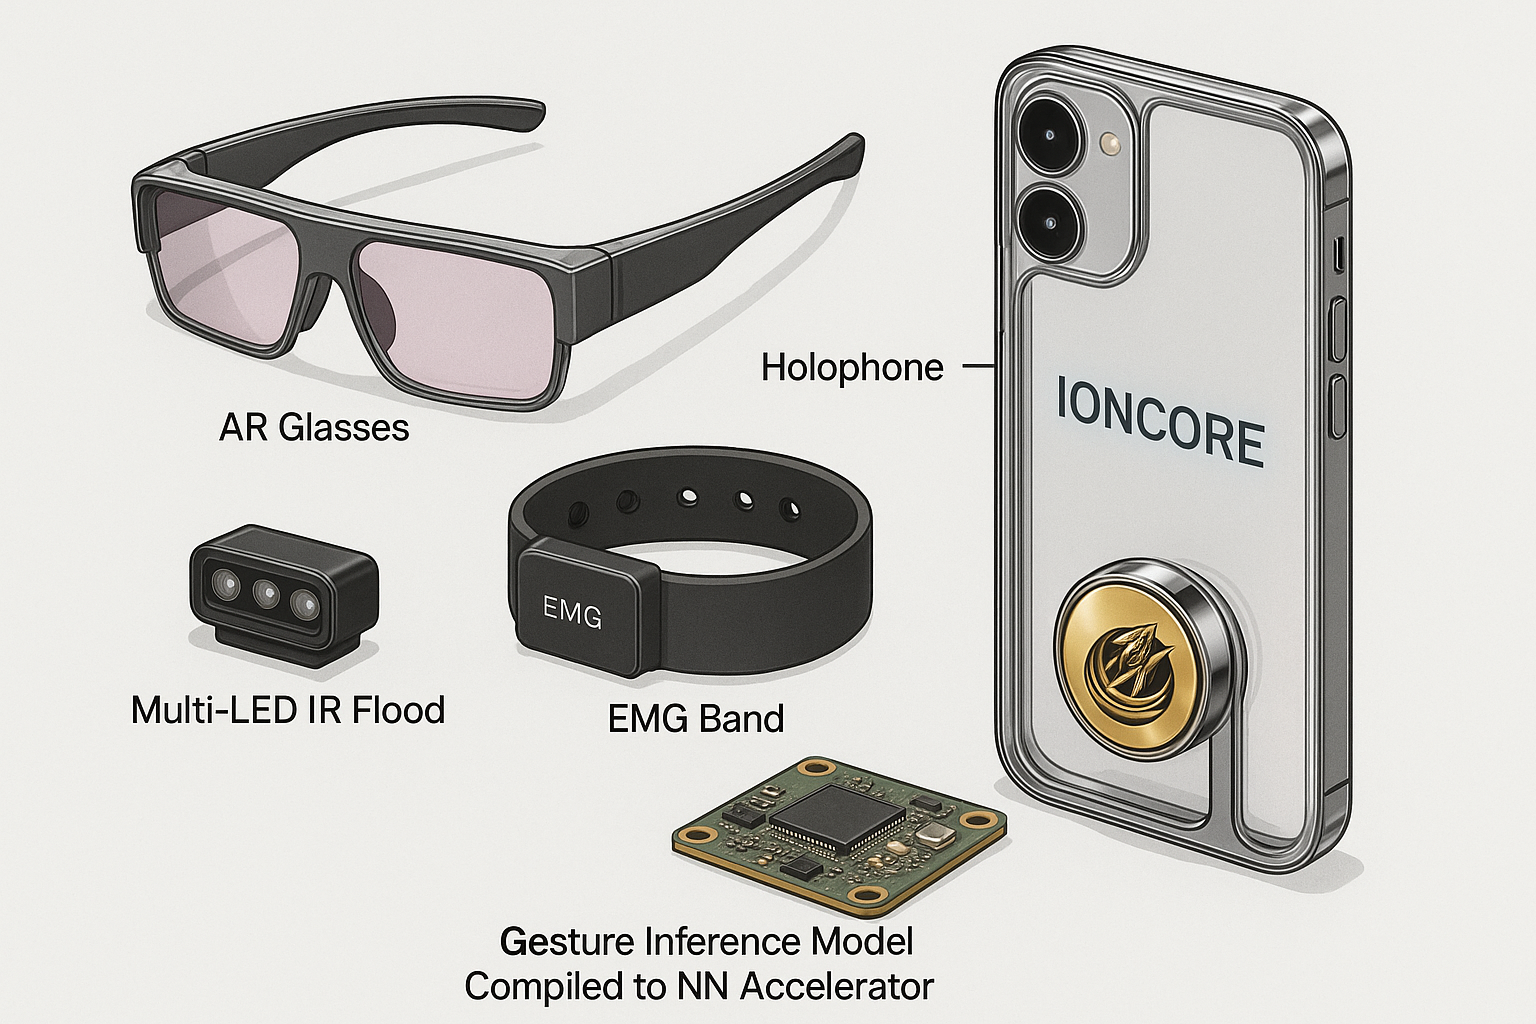 AR Glasses
Holophone
IONCORE
EMG
Multi-LED IR Flood
EMG Band
Gesture Inference Model
Compiled to NN Accelerator